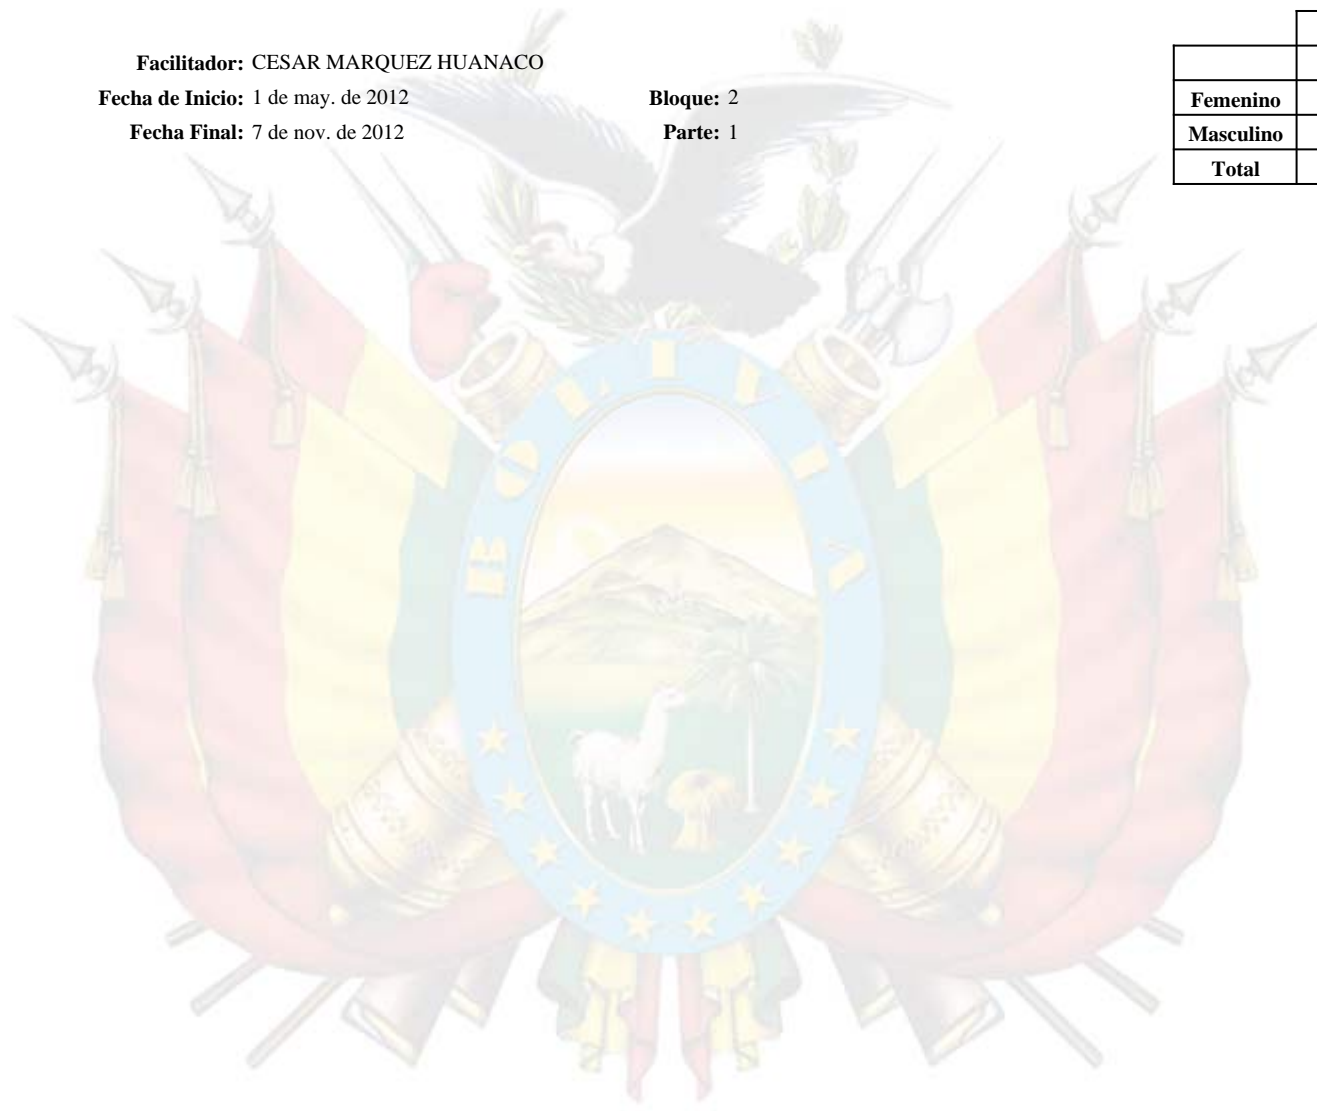 Facilitador: CESAR MARQUEZ HUANACO
Fecha de Inicio: 1 de may. de 2012 Bloque: 2
Fecha Final: 7 de nov. de 2012 Parte: 1
Femenino
Masculino
Total
BOLIVIA